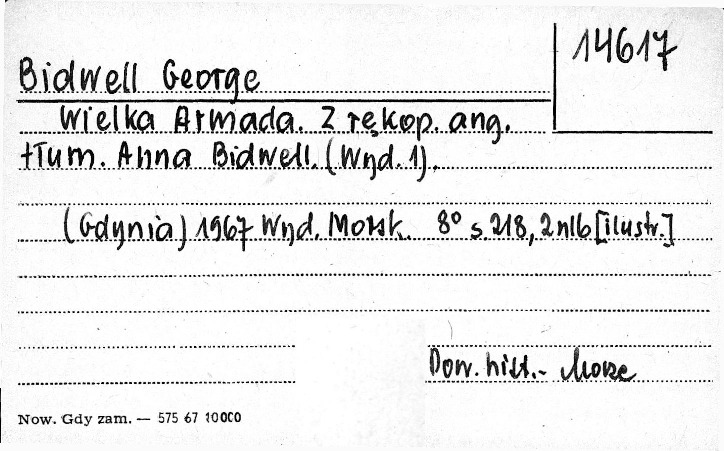 14617
Bidwell George
Wielka Armada. Z rękop. ang.
tłum. Anna Bidwell. (Wyd. 1).
(Gdynia) 1967 Wyd. Morsk. 8° s. 218, 2 nlb [ilustr.]
Pow. hist. - Morze
Now. Gdy zam. — 575 67 10000